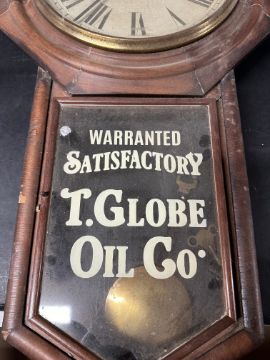 WARRANTED
SATISFACTORY
T. GLOBE
OIL CO.